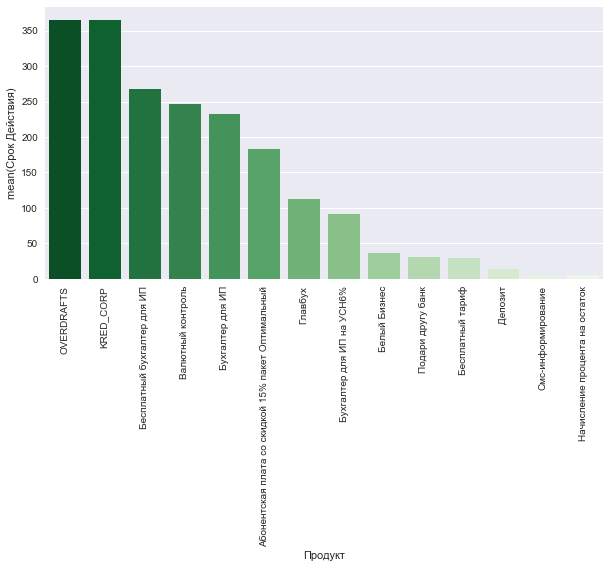 mean(Срок Действия)
350
300
250
200
150
100
50
0
OVERDRAFTS
KRED_CORP
Бесплатный бухгалтер для ИП
Валютный контроль
Бухгалтер для ИП
Абонентская плата со скидкой 15% пакет Оптимальный
Главбух
Бухгалтер для ИП на УСН6%
Белый Бизнес
Подари другу банк
Бесплатный тариф
Депозит
Смс-информирование
Начисление процента на остаток
Продукт